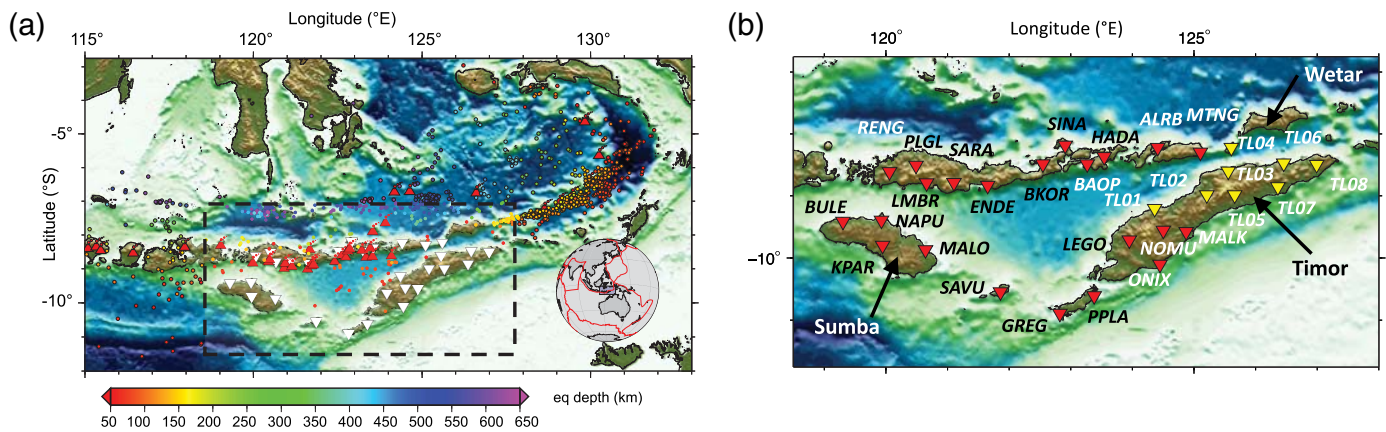 (a)
Longitude (°E)
115° 120° 125° 130°
Latitude (°S)
-5°
-10°
50 100 150 200 250 300 350 400 450 500 550 600 650
eq depth (km)
(b)
Longitude (°E)
120° 125°
Wetar
RENG
PLGL
SARA
SINA
HADA
ALRB
MTNG
TL04
TL06
TL03
TL02
TL08
BAOP
BKOR
TL01
ENDE
LMBR
NAPU
BULE
TL07
TL05
MALK
NOMU
LEGO
MALO
KPAR
−10°
Timor
ONIX
SAVU
PPLA
GREG
Sumba